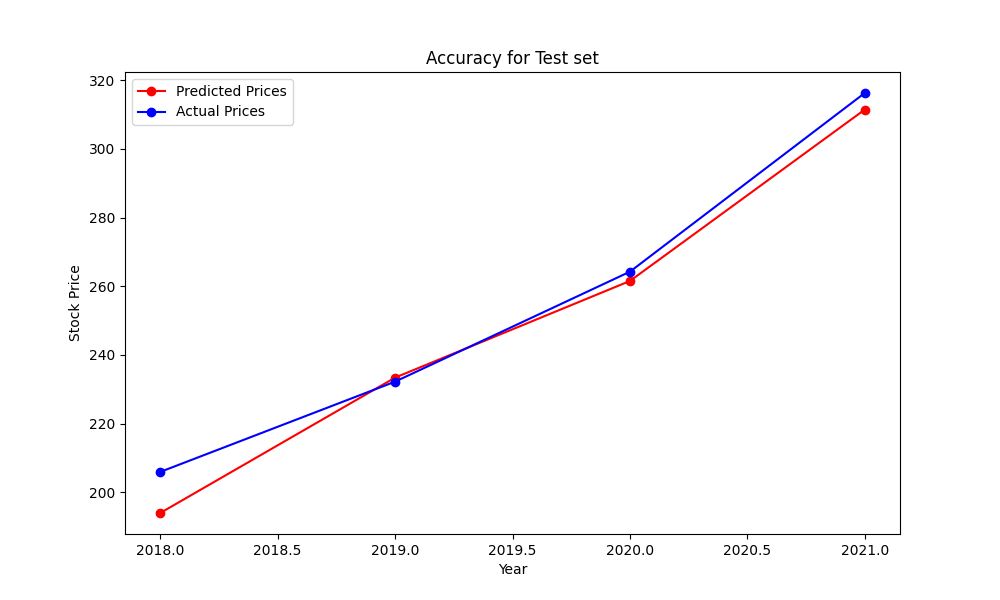 Accuracy for Test set
Predicted Prices
Actual Prices
320
300
280
260
240
220
200
Stock Price
2018.0 2018.5 2019.0 2019.5 2020.0 2020.5 2021.0
Year